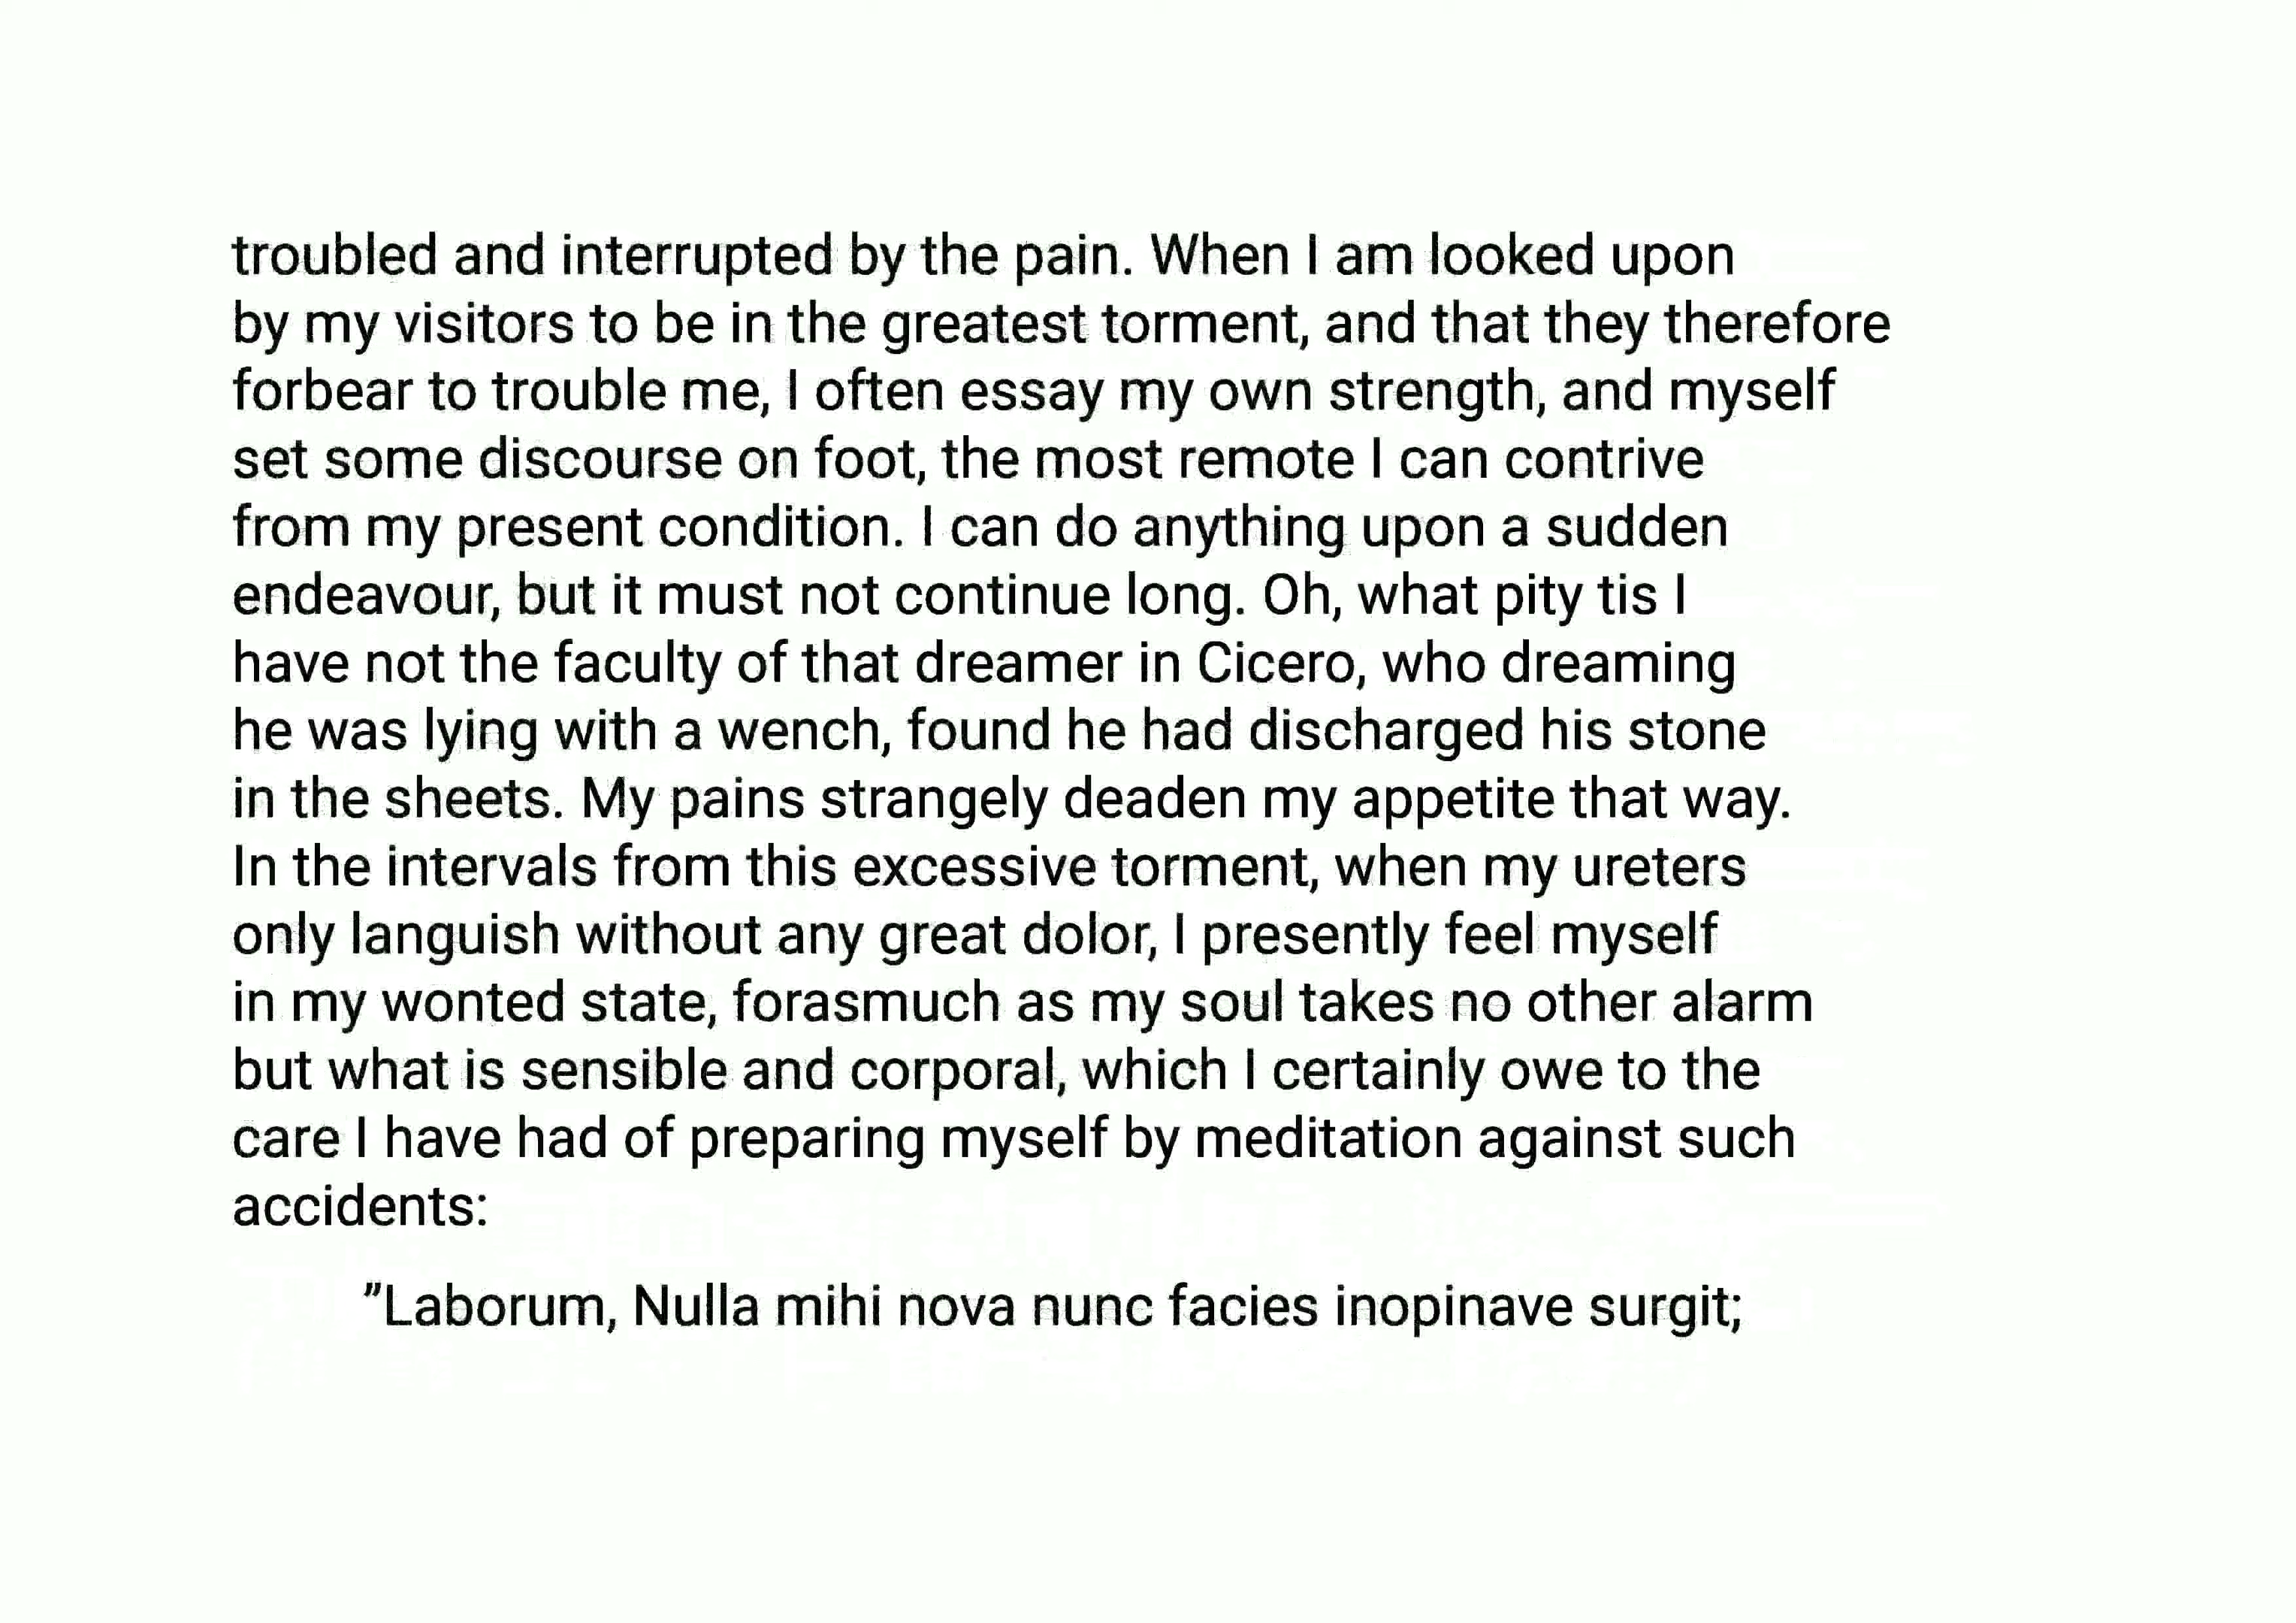 troubled and interrupted by the pain. When I am looked upon
by my visitors to be in the greatest torment, and that they therefore
forbear to trouble me, I often essay my own strength, and myself
set some discourse on foot, the most remote I can contrive
from my present condition. I can do anything upon a sudden
endeavour, but it must not continue long. Oh, what pity tis I
have not the faculty of that dreamer in Cicero, who dreaming
he was lying with a wench, found he had discharged his stone
in the sheets. My pains strangely deaden my appetite that way.
In the intervals from this excessive torment, when my ureters
only languish without any great dolor, I presently feel myself
in my wonted state, forasmuch as my soul takes no other alarm
but what is sensible and corporal, which I certainly owe to the
care I have had of preparing myself by meditation against such
accidents:
"Laborum, Nulla mihi nova nunc facies inopinave surgit;